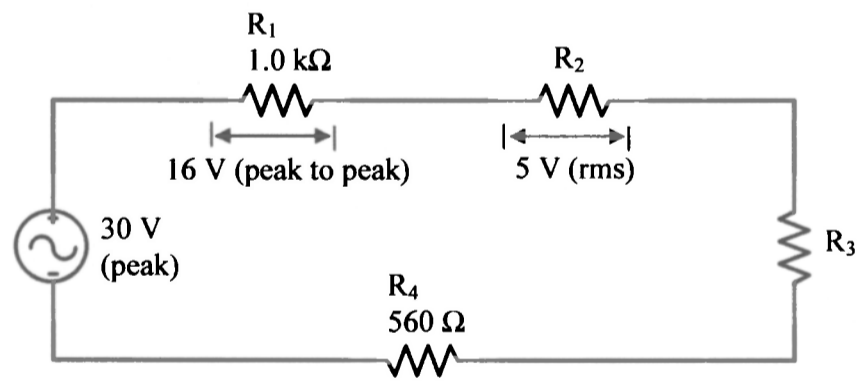 R₁
1.0 kΩ
R₂
16 V (peak to peak)
5 V (rms)
30 V
(peak)
R₃
R₄
560 Ω